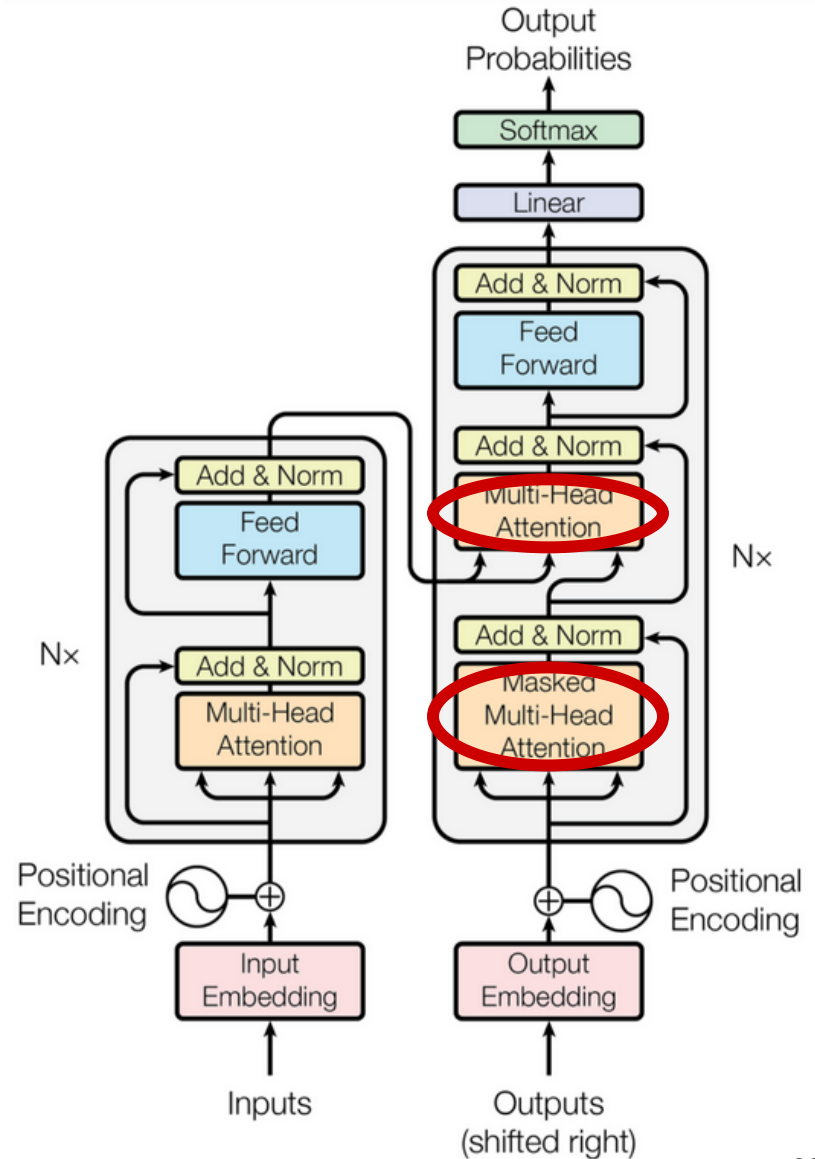 Output
Probabilities
Softmax
Linear
Add & Norm
Feed
Forward
Add & Norm
Multi-Head
Attention
Nx
Add & Norm
Masked
Multi-Head
Attention
Add & Norm
Feed
Forward
Nx
Add & Norm
Multi-Head
Attention
Positional
Encoding
Positional
Encoding
Input
Embedding
Output
Embedding
Inputs
Outputs
(shifted right)